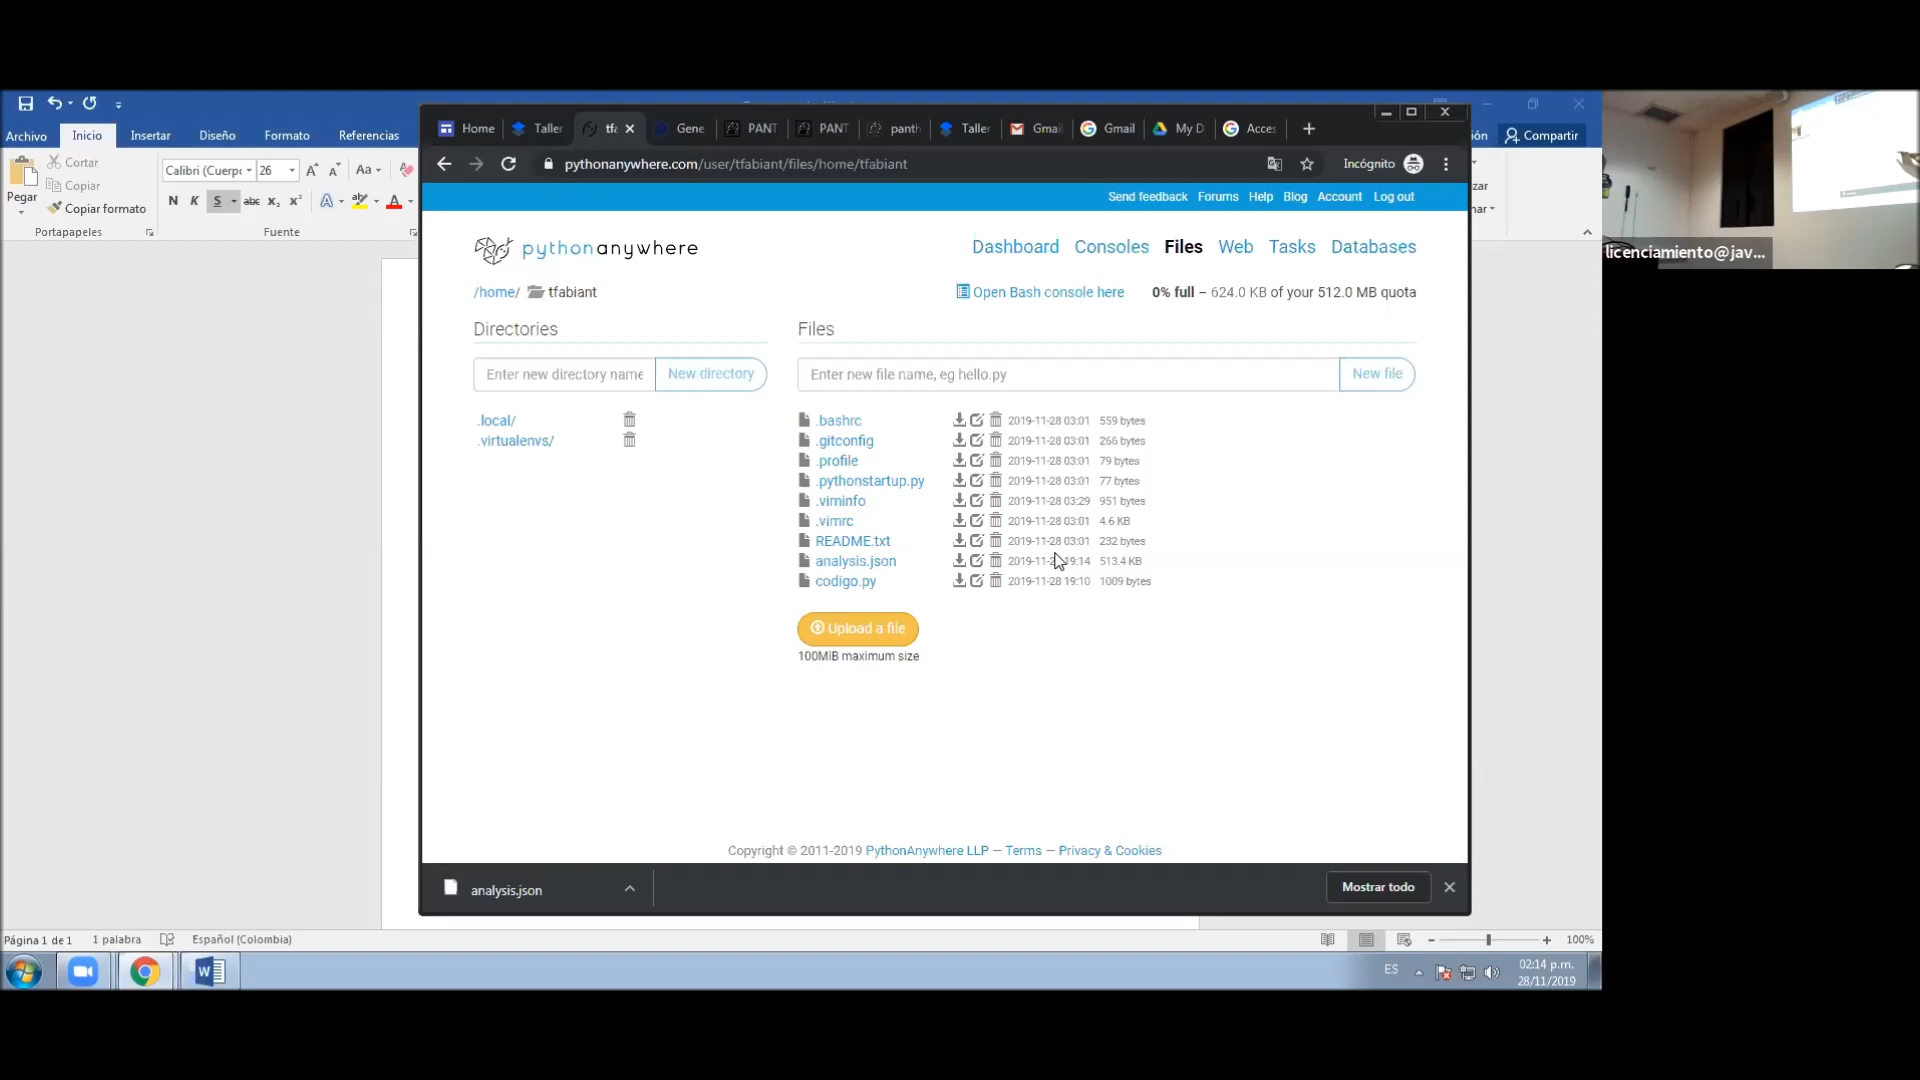 Archivo Inicio Insertar Diseño Formato Referencias
Compartir
Pegar
Cortar
Copiar
Copiar formato
Portapapeles
Calibri (Cuerpo 26
Aa
N K S abc x₂ x²
Fuente
Home Taller tfa Gene PANT PANT panth Taller Gmai Gmail My D Acces
pythonanywhere.com/user/tfabiant/files/home/tfabiant
Incógnito
Send feedback Forums Help Blog Account Log out
pythonanywhere
Dashboard Consoles Files Web Tasks Databases
/home/ tfabiant
Open Bash console here 0% full – 624.0 KB of your 512.0 MB quota
Directories
Enter new directory name New directory
.local/
.virtualenvs/
Files
Enter new file name, eg hello.py New file
.bashrc 2019-11-28 03:01 559 bytes
.gitconfig 2019-11-28 03:01 266 bytes
.profile 2019-11-28 03:01 79 bytes
.pythonstartup.py 2019-11-28 03:01 77 bytes
.viminfo 2019-11-28 03:29 951 bytes
.vimrc 2019-11-28 03:01 4.6 KB
README.txt 2019-11-28 03:01 232 bytes
analysis.json 2019-11-2 19:14 513.4 KB
codigo.py 2019-11-28 19:10 1009 bytes
Upload a file
100MiB maximum size
Copyright © 2011-2019 PythonAnywhere LLP — Terms — Privacy & Cookies
analysis.json
Mostrar todo
licenciamiento@jav...
Página 1 de 1 1 palabra Español (Colombia)
100%
ES
02:14 p.m.
28/11/2019